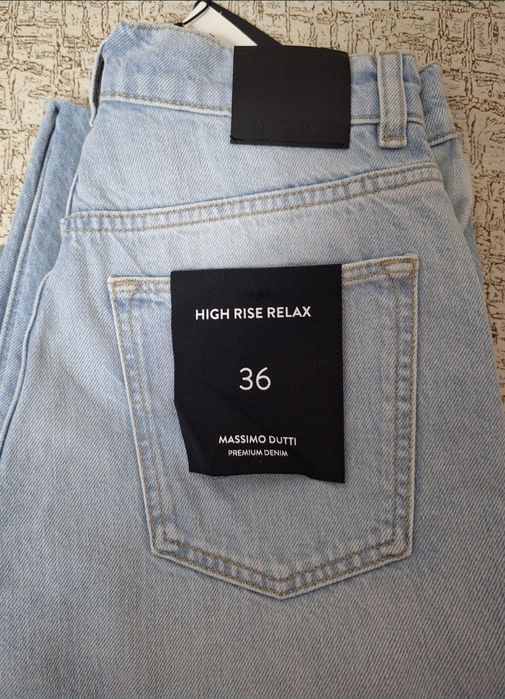 HIGH RISE RELAX
36
MASSIMO DUTTI
PREMIUM DENIM